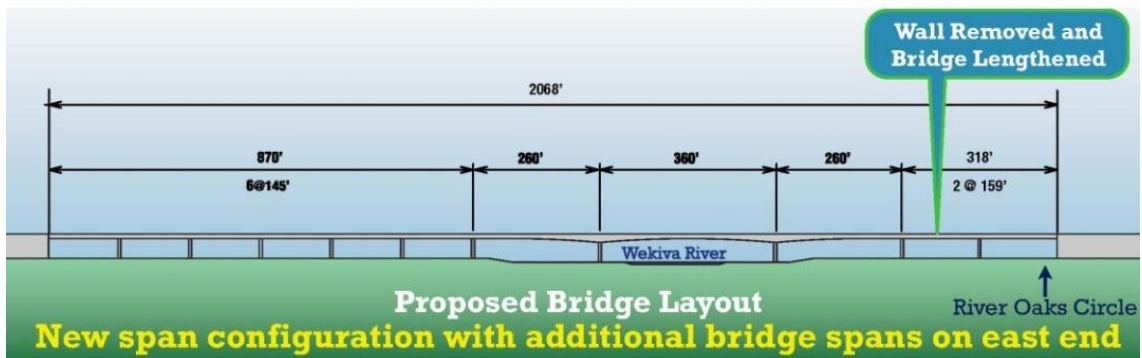 Wall Removed and
Bridge Lengthened
2068'
870' 260' 360' 260' 318'
6@145' 2 @ 159'
Wekiva River
Proposed Bridge Layout
River Oaks Circle
New span configuration with additional bridge spans on east end